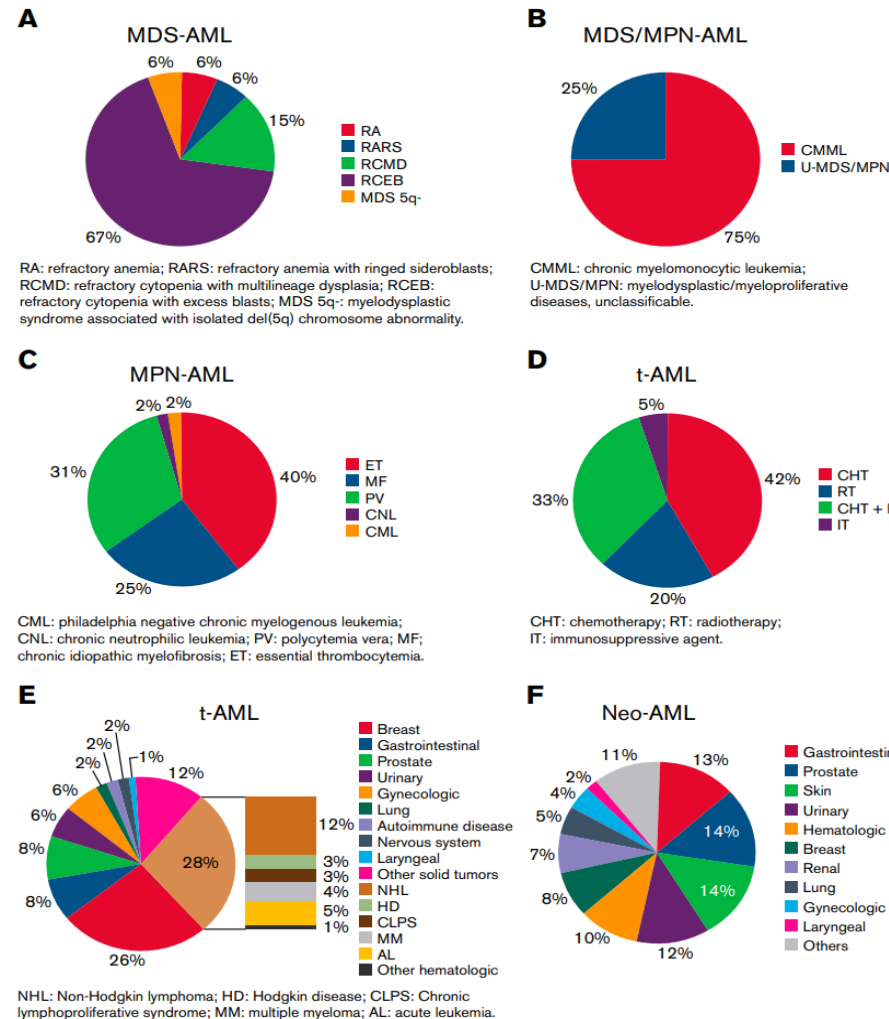 A
MDS-AML
6%
6%
6%
15%
67%
RA
RARS
RCMD
RCEB
MDS 5q-
RA: refractory anemia; RARS: refractory anemia with ringed sideroblasts;
RCMD: refractory cytopenia with multilineage dysplasia; RCEB:
refractory cytopenia with excess blasts; MDS 5q-: myelodysplastic
syndrome associated with isolated del(5q) chromosome abnormality.
B
MDS/MPN-AML
25%
75%
CMML
U-MDS/MPN
CMML: chronic myelomonocytic leukemia;
U-MDS/MPN: myelodysplastic/myeloproliferative
diseases, unclassificable.
C
MPN-AML
2%
2%
31%
40%
25%
ET
MF
PV
CNL
CML
CML: philadelphia negative chronic myelogenous leukemia;
CNL: chronic neutrophilic leukemia; PV: polycytemia vera; MF;
chronic idiopathic myelofibrosis; ET: essential thrombocytemia.
D
t-AML
5%
33%
42%
20%
CHT
RT
CHT +
IT
CHT: chemotherapy; RT: radiotherapy;
IT: immunosuppressive agent.
E
t-AML
2%
2%
2%
1%
12%
6%
6%
8%
8%
26%
28%
12%
3%
3%
4%
5%
1%
Breast
Gastrointestinal
Prostate
Urinary
Gynecologic
Lung
Autoimmune disease
Nervous system
Laryngeal
Other solid tumors
NHL
HD
CLPS
MM
AL
Other hematologic
NHL: Non-Hodgkin lymphoma; HD: Hodgkin disease; CLPS: Chronic
lymphoproliferative syndrome; MM: multiple myeloma; AL: acute leukemia.
F
Neo-AML
11%
2%
4%
5%
7%
8%
10%
12%
14%
14%
13%
Gastrointestin
Prostate
Skin
Urinary
Hematologic
Breast
Renal
Lung
Gynecologic
Laryngeal
Others